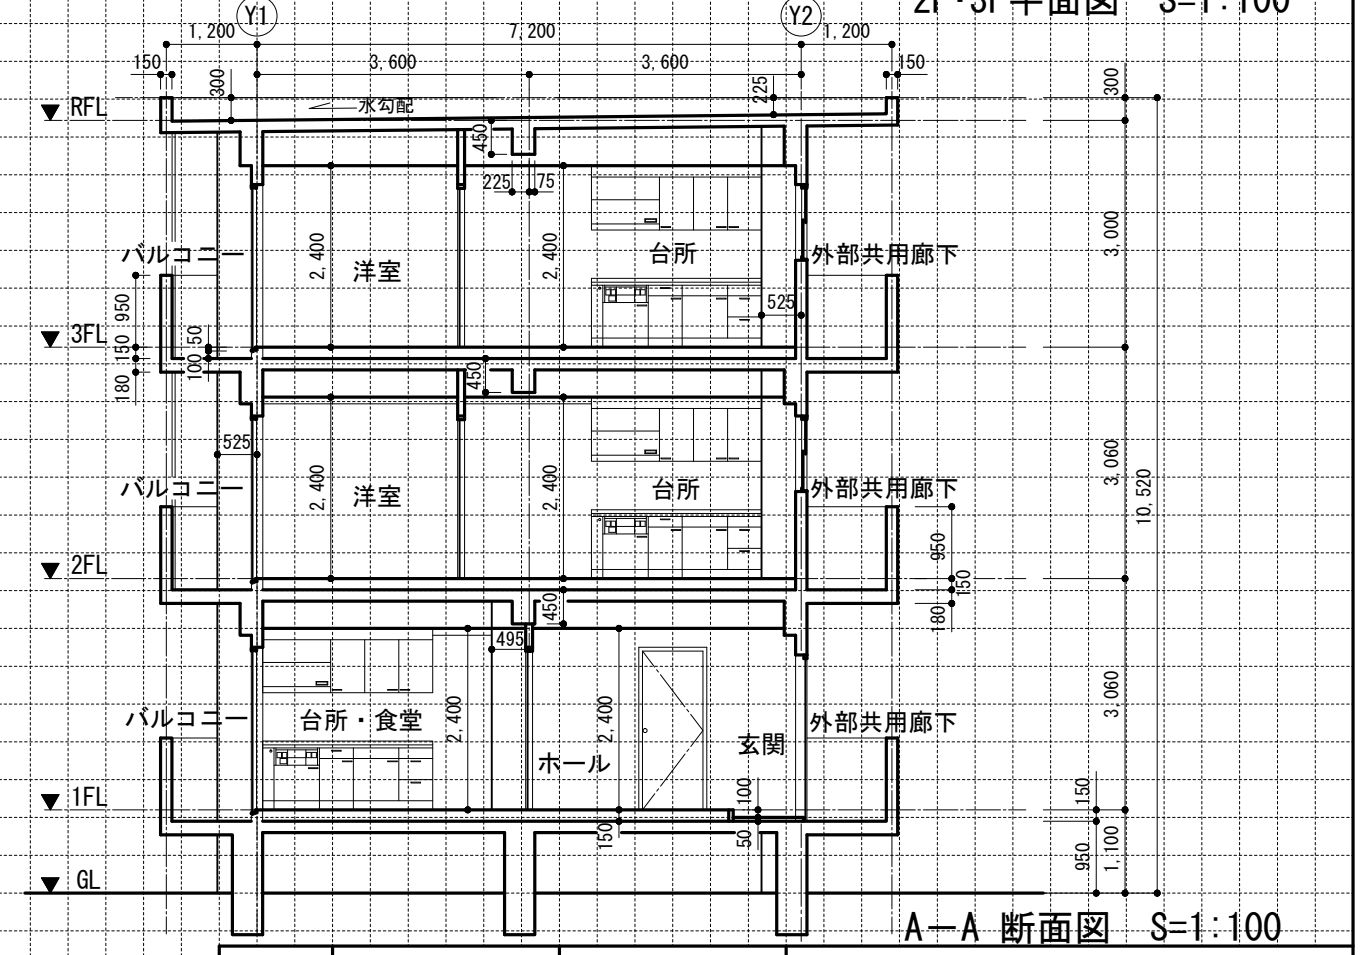 2F・3F平面図 S=1:100
Y1
Y2
1,200
7,200
1,200
150
3,600
3,600
150
300
225
300
RFL
水勾配
450
225
75
3,000
バルコニー
洋室
2,400
2,400
台所
外部共用廊下
950
525
3FL
150
50
100
180
450
525
3,060
10,520
バルコニー
洋室
2,400
2,400
台所
外部共用廊下
2FL
950
150
180
450
495
3,060
バルコニー
台所・食堂
2,400
2,400
ホール
玄関
外部共用廊下
1FL
150
100
50
150
950
1,100
GL
A－A 断面図 S=1:100